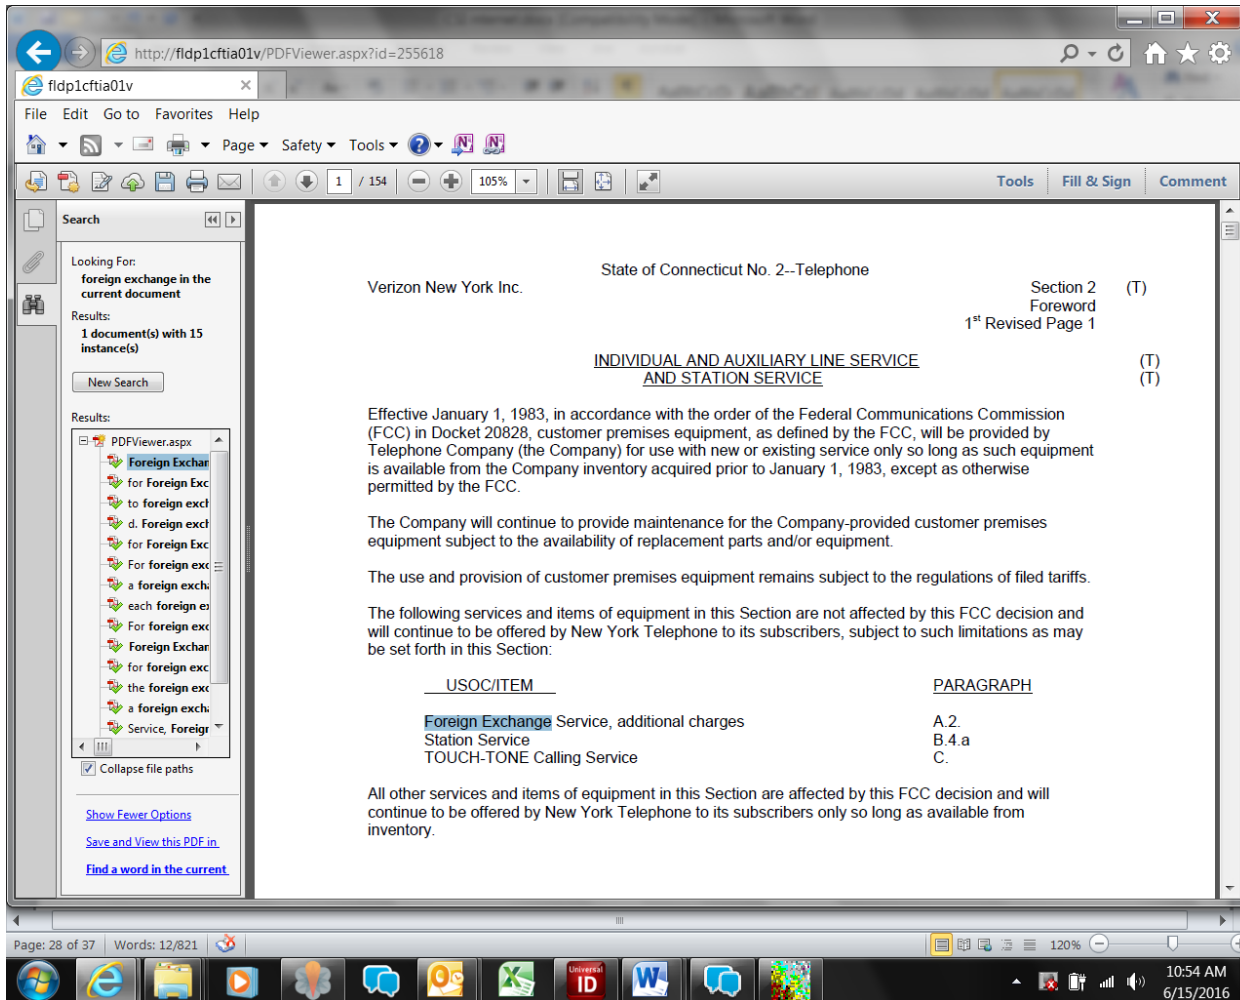 http://fldp1cftia01v/PDFViewer.aspx?id=255618
fldp1cftia01v
File Edit Go to Favorites Help
Page Safety Tools
1 / 154 105% Tools Fill & Sign Comment
Search
Looking For:
foreign exchange in the
current document
Results:
1 document(s) with 15
instance(s)
New Search
Results:
PDFViewer.aspx
Foreign Exchan
for Foreign Exc
to foreign exch
d. Foreign exch
for Foreign Exc
For foreign exc
a foreign excha
each foreign ex
For foreign exc
Foreign Exchan
for foreign exc
the foreign exc
a foreign excha
Service, Foreigr
Collapse file paths
Show Fewer Options
Save and View this PDF in
Find a word in the current
State of Connecticut No. 2--Telephone
Verizon New York Inc. Section 2 (T)
Foreword
1st Revised Page 1
INDIVIDUAL AND AUXILIARY LINE SERVICE (T)
AND STATION SERVICE (T)
Effective January 1, 1983, in accordance with the order of the Federal Communications Commission
(FCC) in Docket 20828, customer premises equipment, as defined by the FCC, will be provided by
Telephone Company (the Company) for use with new or existing service only so long as such equipment
is available from the Company inventory acquired prior to January 1, 1983, except as otherwise
permitted by the FCC.
The Company will continue to provide maintenance for the Company-provided customer premises
equipment subject to the availability of replacement parts and/or equipment.
The use and provision of customer premises equipment remains subject to the regulations of filed tariffs.
The following services and items of equipment in this Section are not affected by this FCC decision and
will continue to be offered by New York Telephone to its subscribers, subject to such limitations as may
be set forth in this Section:
USOC/ITEM PARAGRAPH
Foreign Exchange Service, additional charges A.2.
Station Service B.4.a
TOUCH-TONE Calling Service C.
All other services and items of equipment in this Section are affected by this FCC decision and will
continue to be offered by New York Telephone to its subscribers only so long as available from
inventory.
Page: 28 of 37 Words: 12/821 120%
Universal
ID
10:54 AM
6/15/2016